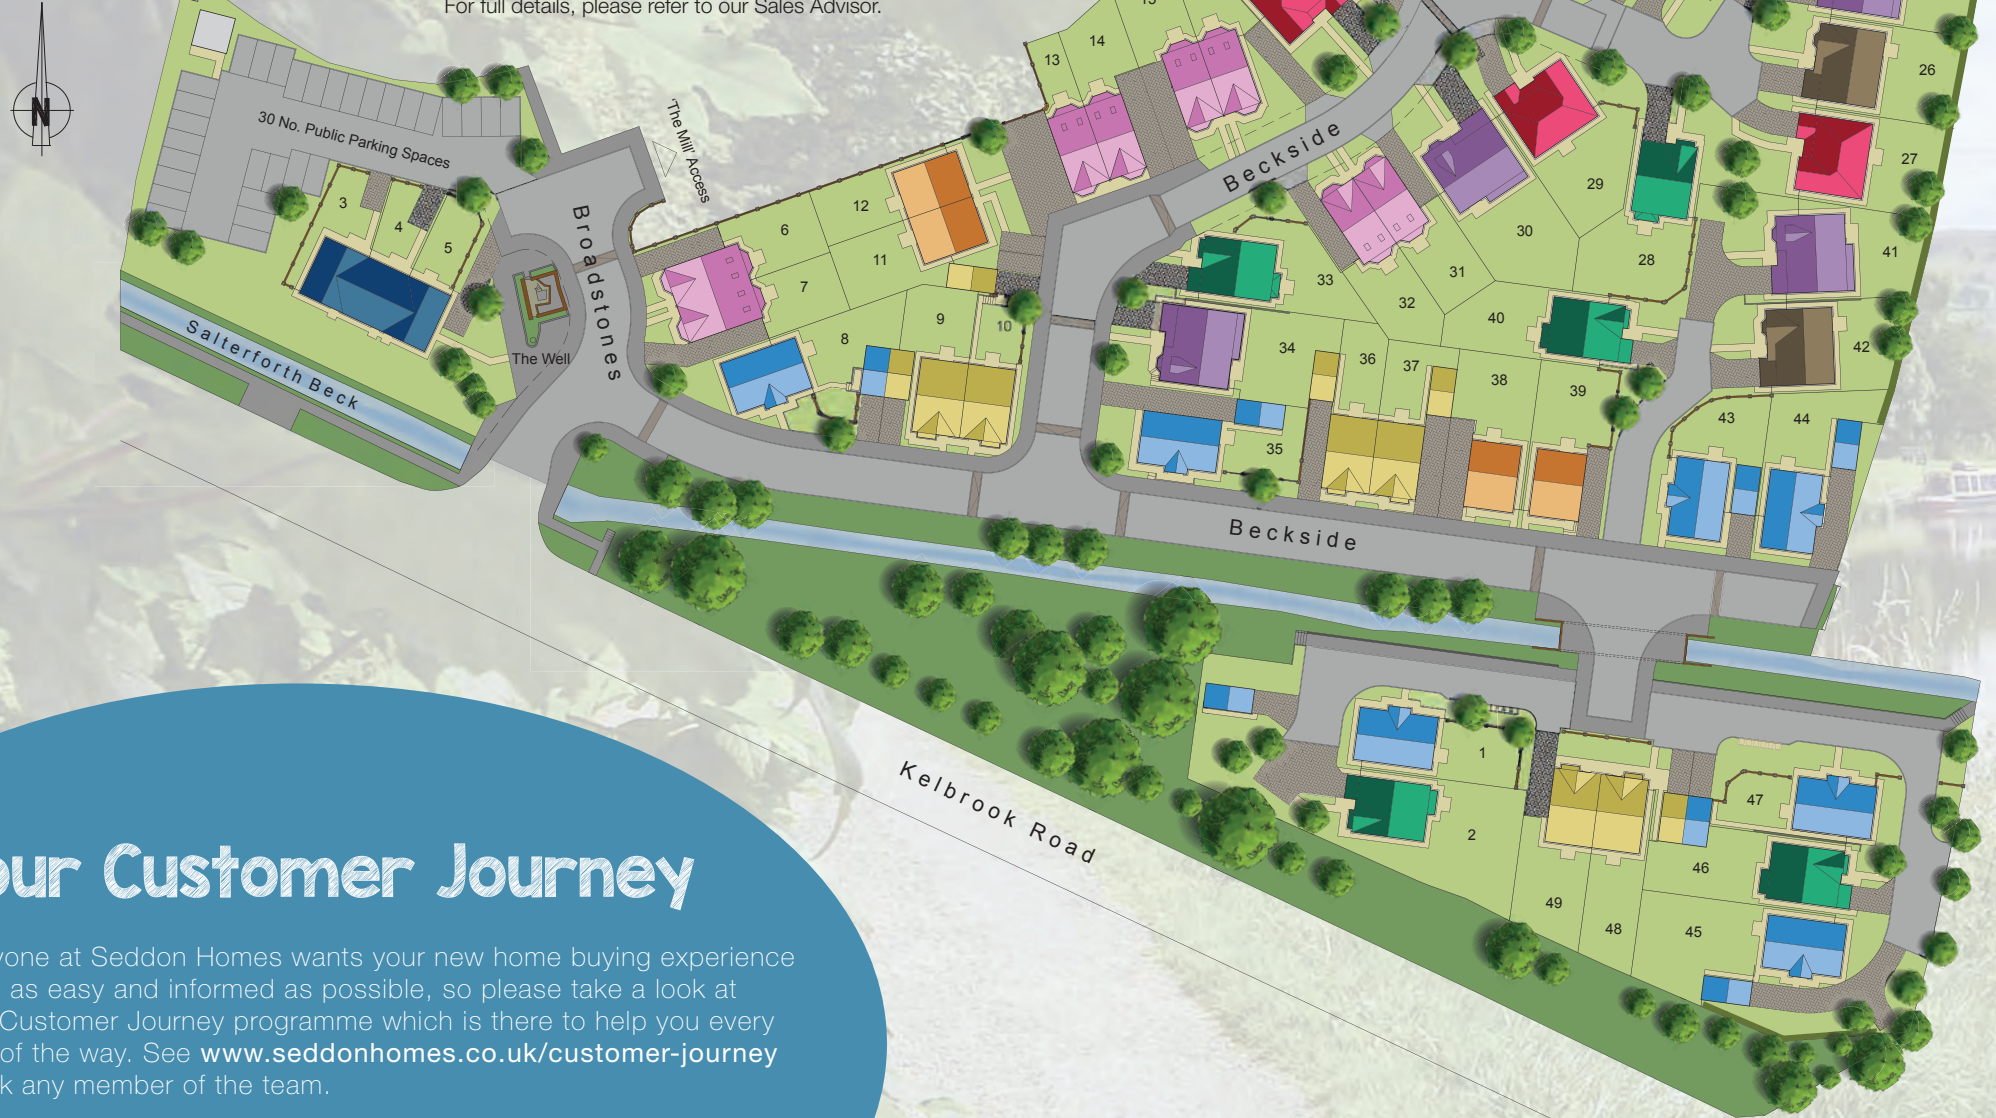 For full details, please refer to our Sales Advisor.
N
30 No. Public Parking Spaces
'The Mill' Access
Broadstones
The Well
Salterforth Beck
Beckside
Beckside
Kelbrook Road
13
14
15
26
27
41
42
3
4
5
6
7
8
9
10
11
12
28
29
30
31
32
33
34
35
36
37
38
39
40
43
44
1
2
45
46
47
48
49
our Customer Journey
yone at Seddon Homes wants your new home buying experience
as easy and informed as possible, so please take a look at
Customer Journey programme which is there to help you every
of the way. See www.seddonhomes.co.uk/customer-journey
k any member of the team.